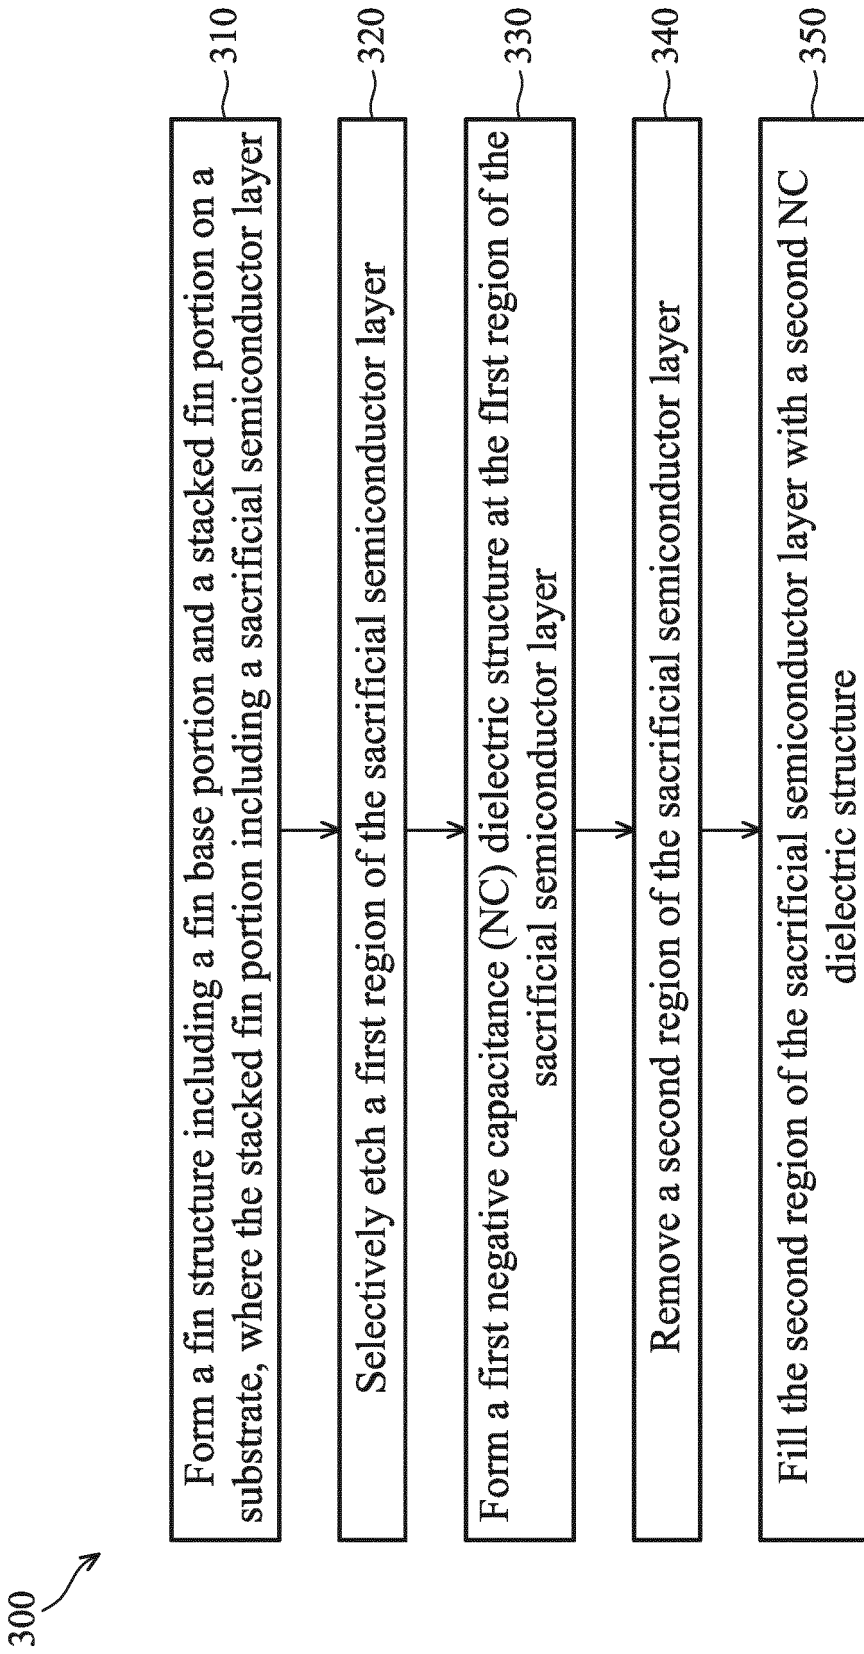 300
310
Form a fin structure including a fin base portion and a stacked fin portion on a
substrate, where the stacked fin portion including a sacrificial semiconductor layer
320
Selectively etch a first region of the sacrificial semiconductor layer
330
Form a first negative capacitance (NC) dielectric structure at the fIrst region of the
sacrificial semiconductor layer
340
Remove a second region of the sacrificial semiconductor layer
350
Fill the second region of the sacrificial semiconductor layer with a second NC
dielectric structure